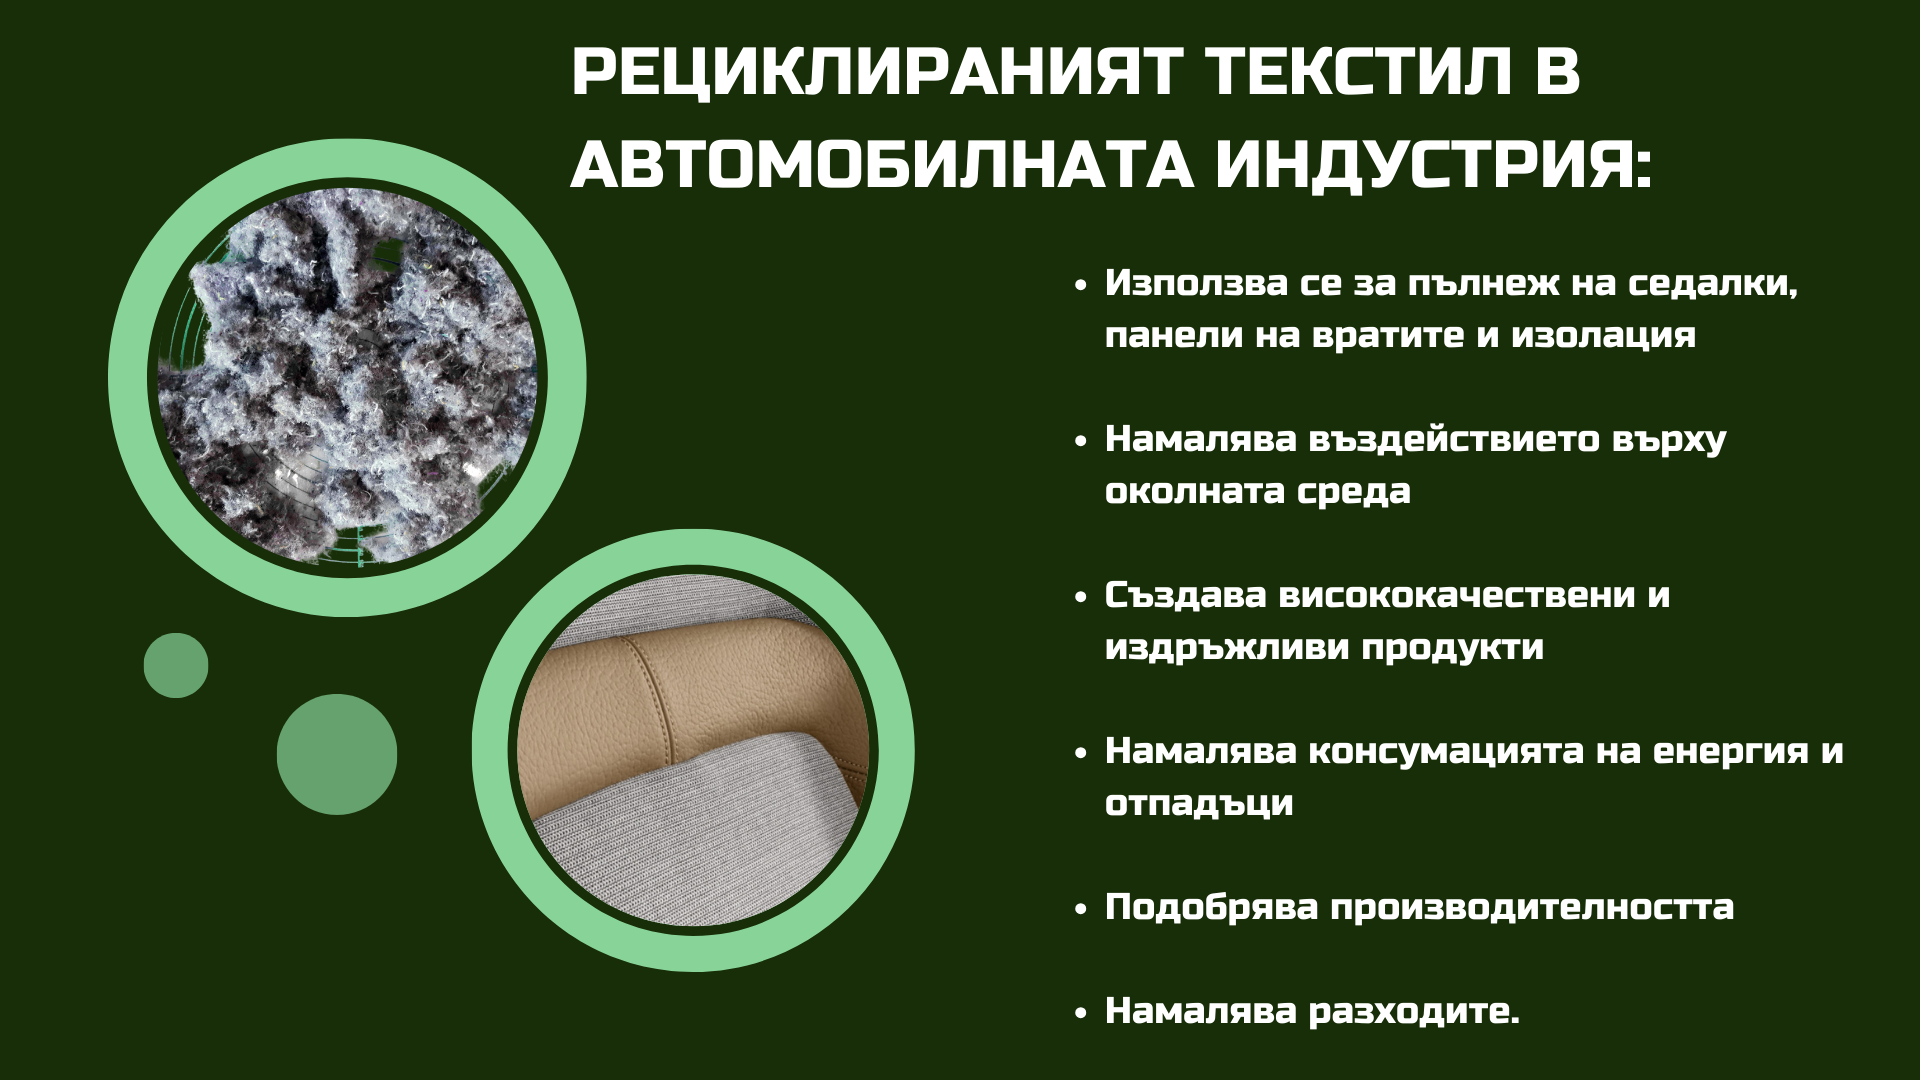 РЕЦИКЛИРАНИЯТ ТЕКСТИЛ В
АВТОМОБИЛНАТА ИНДУСТРИЯ:
• Използва се за пълнеж на седалки,
панели на вратите и изолация
• Намалява въздействието върху
околната среда
• Създава висококачествени и
издръжливи продукти
• Намалява консумацията на енергия и
отпадъци
• Подобрява производителността
• Намалява разходите.